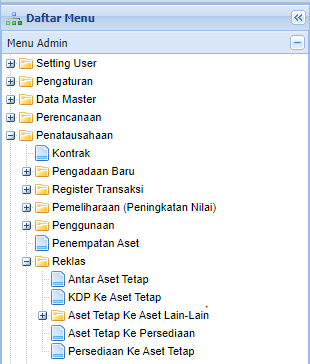 Daftar Menu
Menu Admin
Setting User
Pengaturan
Data Master
Perencanaan
Penatausahaan
Kontrak
Pengadaan Baru
Register Transaksi
Pemeliharaan (Peningkatan Nilai)
Penggunaan
Penempatan Aset
Reklas
Antar Aset Tetap
KDP Ke Aset Tetap
Aset Tetap Ke Aset Lain-Lain
Aset Tetap Ke Persediaan
Persediaan Ke Aset Tetap